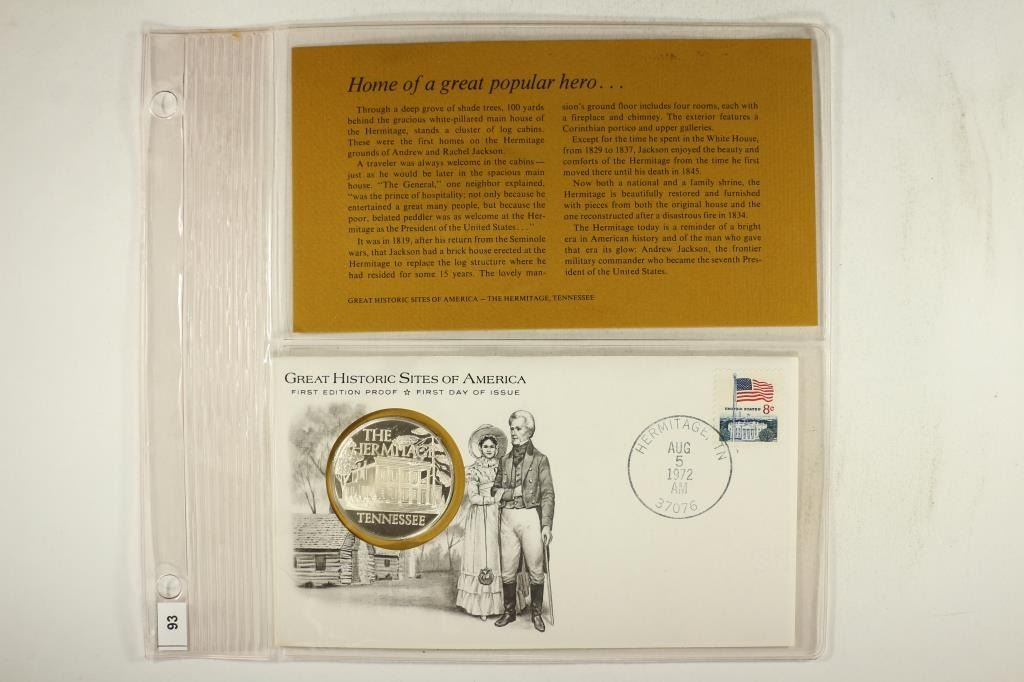 Home of a great popular hero...
Through a deep grove of shade trees, 100 yards
behind the gracious white-pillared main house of
the Hermitage, stands a cluster of log cabins.
These were the first homes on the Hermitage
grounds of Andrew and Rachel Jackson.
A traveler was always welcome in the cabins—
just as he would be later in the spacious main
house. "The General," one neighbor explained,
"was the prince of hospitality; not only because he
entertained a great many people, but because the
poor, belated peddler was as welcome at the Her-
mitage as the President of the United States..."
It was in 1819, after his return from the Seminole
wars, that Jackson had a brick house erected at the
Hermitage to replace the log structure where he
had resided for some 15 years. The lovely man-
sion's ground floor includes four rooms, each with
a fireplace and chimney. The exterior features a
Corinthian portico and upper galleries.
Except for the time he spent in the White House,
from 1829 to 1837, Jackson enjoyed the beauty and
comforts of the Hermitage from the time he first
moved there until his death in 1845.
Now both a national and a family shrine, the
Hermitage is beautifully restored and furnished
with pieces from both the original house and the
one reconstructed after a disastrous fire in 1834.
The Hermitage today is a reminder of a bright
era in American history and of the man who gave
that era its glow: Andrew Jackson, the frontier
military commander who became the seventh Pres-
ident of the United States.
GREAT HISTORIC SITES OF AMERICA — THE HERMITAGE, TENNESSEE
GREAT HISTORIC SITES OF AMERICA
FIRST EDITION PROOF ☆ FIRST DAY OF ISSUE
THE
HERMITAGE
TENNESSEE
UNITED STATES 8c
HERMITAGE, TN
AUG
5
1972
AM
37076
93